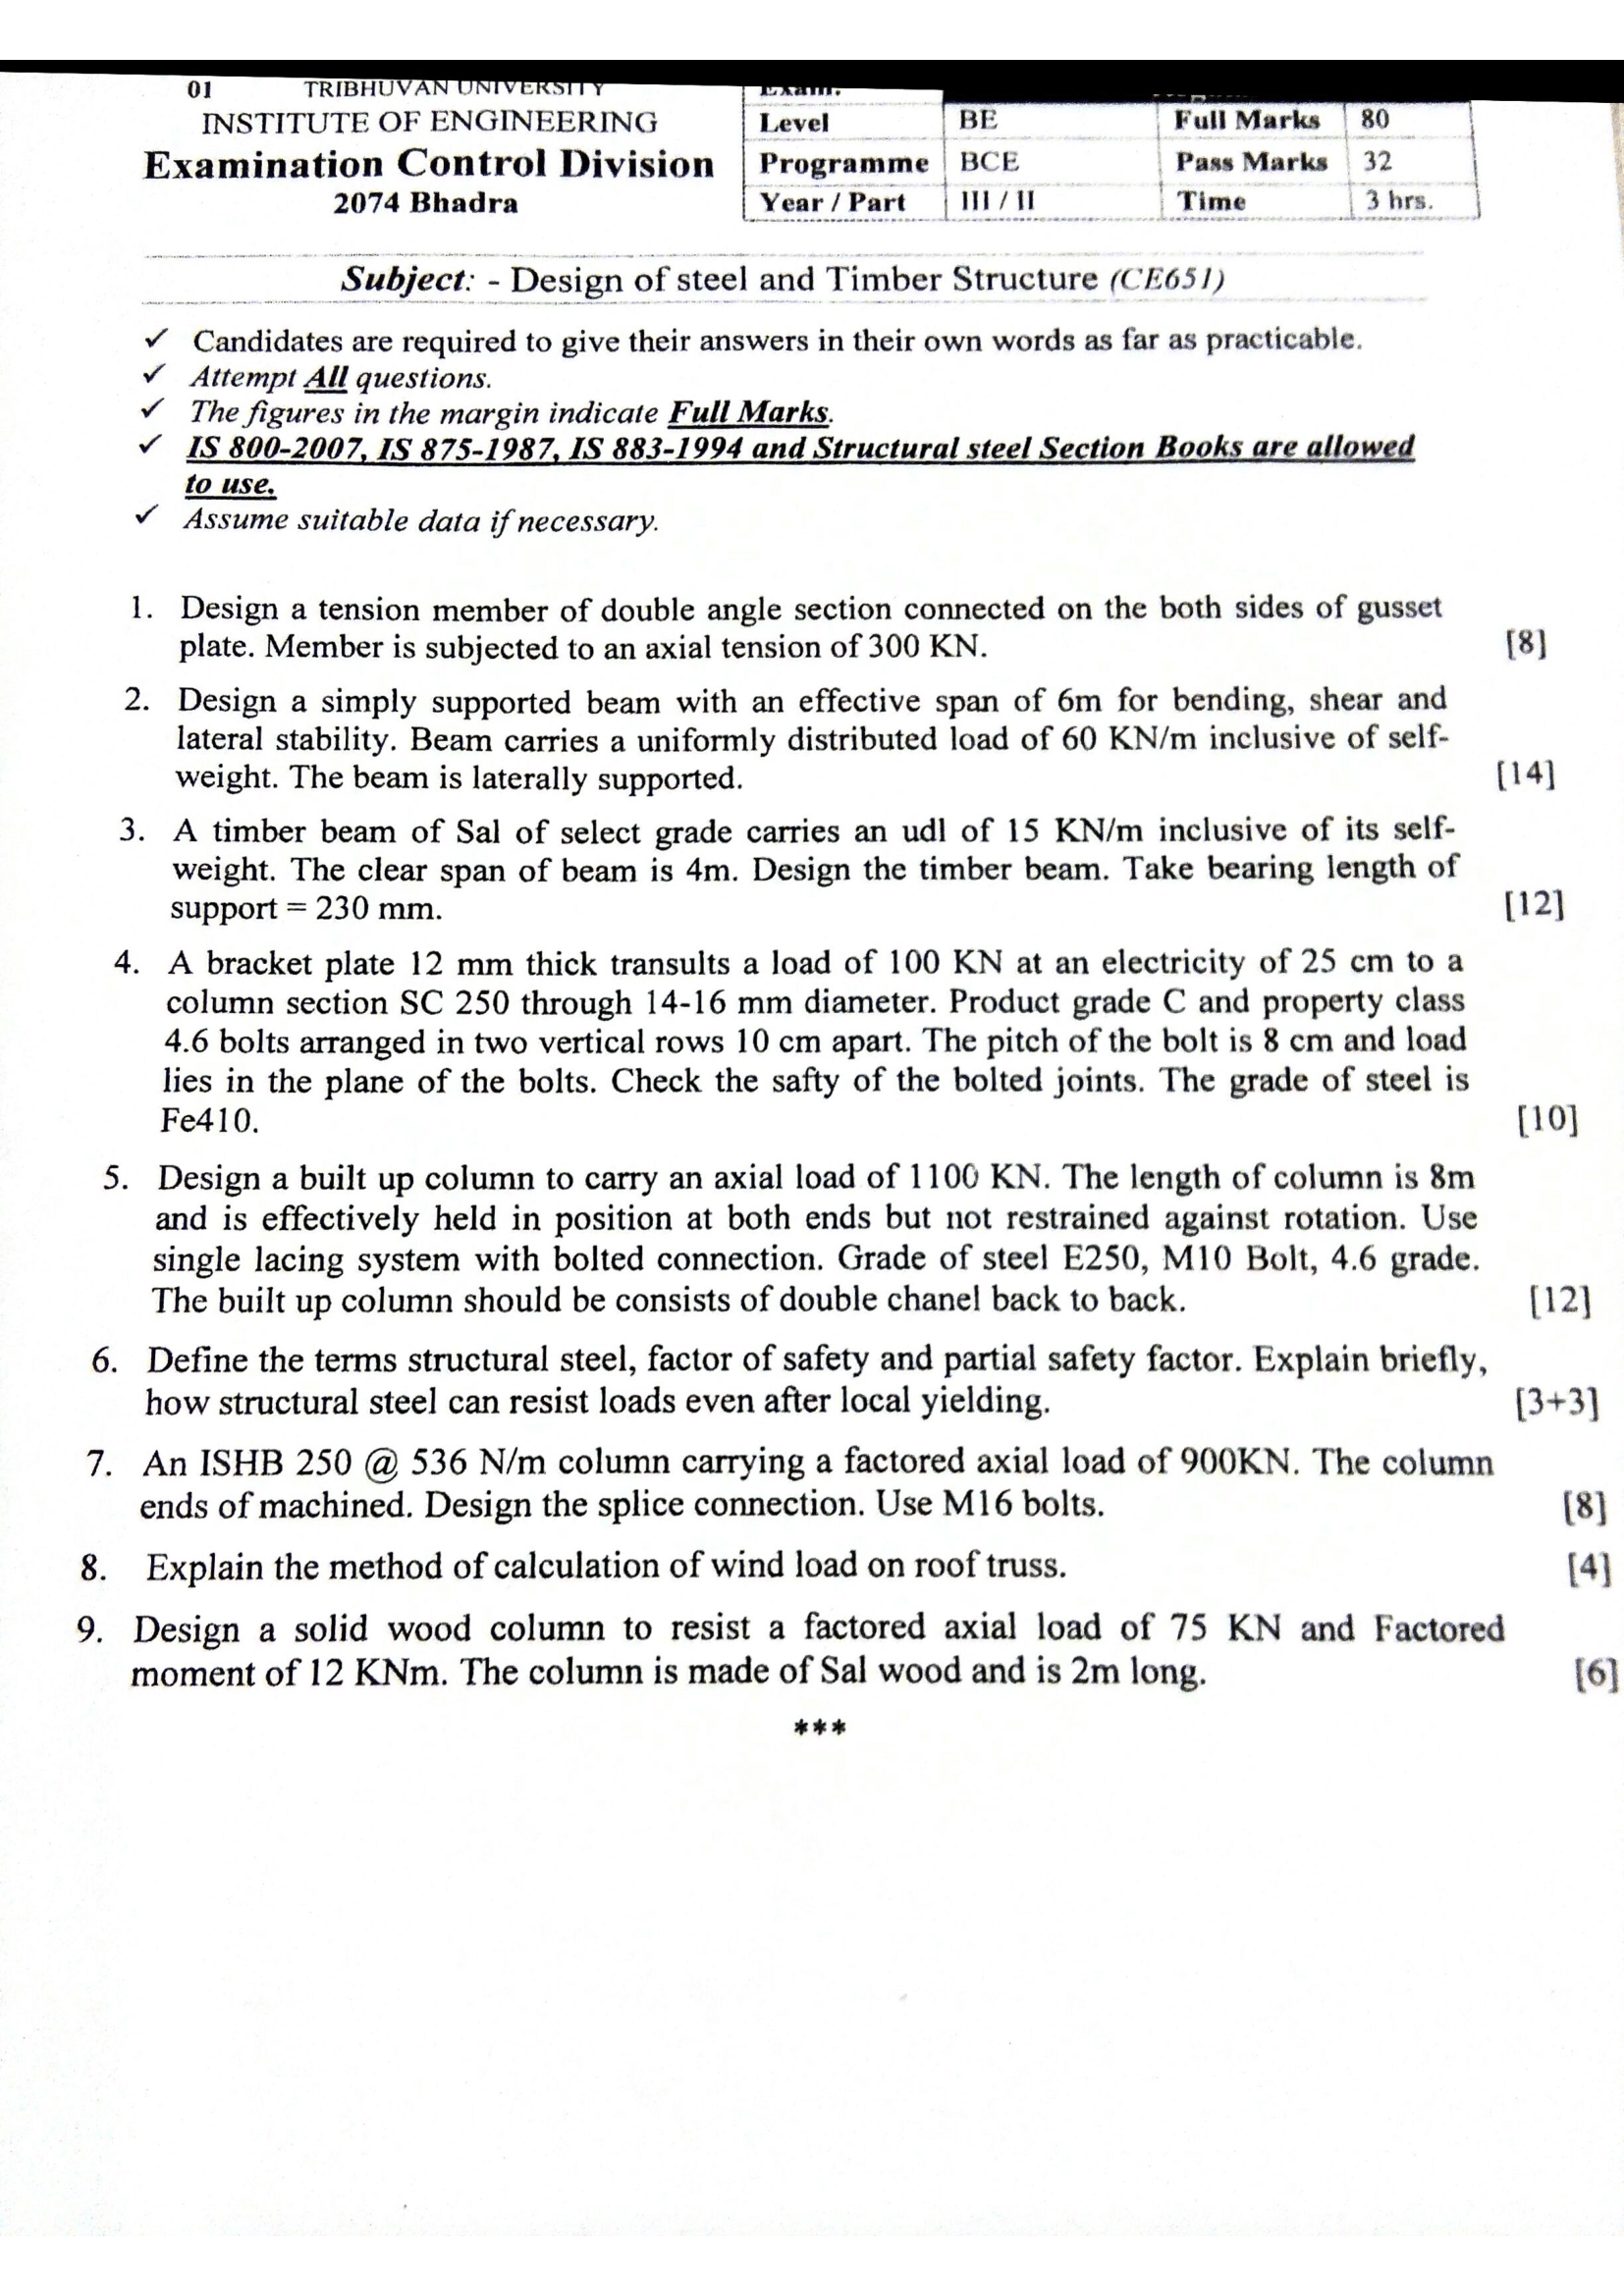 01 TRIBHUVAN UNIVERSITY
INSTITUTE OF ENGINEERING
Examination Control Division
2074 Bhadra
Exam.
Level BE Full Marks 80
Programme BCE Pass Marks 32
Year / Part III / II Time 3 hrs.
Subject: - Design of steel and Timber Structure (CE651)
✓ Candidates are required to give their answers in their own words as far as practicable.
✓ Attempt All questions.
✓ The figures in the margin indicate Full Marks.
✓ IS 800-2007, IS 875-1987, IS 883-1994 and Structural steel Section Books are allowed
to use.
✓ Assume suitable data if necessary.
1. Design a tension member of double angle section connected on the both sides of gusset
plate. Member is subjected to an axial tension of 300 KN. [8]
2. Design a simply supported beam with an effective span of 6m for bending, shear and
lateral stability. Beam carries a uniformly distributed load of 60 KN/m inclusive of self-
weight. The beam is laterally supported. [14]
3. A timber beam of Sal of select grade carries an udl of 15 KN/m inclusive of its self-
weight. The clear span of beam is 4m. Design the timber beam. Take bearing length of
support = 230 mm. [12]
4. A bracket plate 12 mm thick transults a load of 100 KN at an electricity of 25 cm to a
column section SC 250 through 14-16 mm diameter. Product grade C and property class
4.6 bolts arranged in two vertical rows 10 cm apart. The pitch of the bolt is 8 cm and load
lies in the plane of the bolts. Check the safty of the bolted joints. The grade of steel is
Fe410. [10]
5. Design a built up column to carry an axial load of 1100 KN. The length of column is 8m
and is effectively held in position at both ends but not restrained against rotation. Use
single lacing system with bolted connection. Grade of steel E250, M10 Bolt, 4.6 grade.
The built up column should be consists of double chanel back to back. [12]
6. Define the terms structural steel, factor of safety and partial safety factor. Explain briefly,
how structural steel can resist loads even after local yielding. [3+3]
7. An ISHB 250 @ 536 N/m column carrying a factored axial load of 900KN. The column
ends of machined. Design the splice connection. Use M16 bolts. [8]
8. Explain the method of calculation of wind load on roof truss. [4]
9. Design a solid wood column to resist a factored axial load of 75 KN and Factored
moment of 12 KNm. The column is made of Sal wood and is 2m long. [6]
***